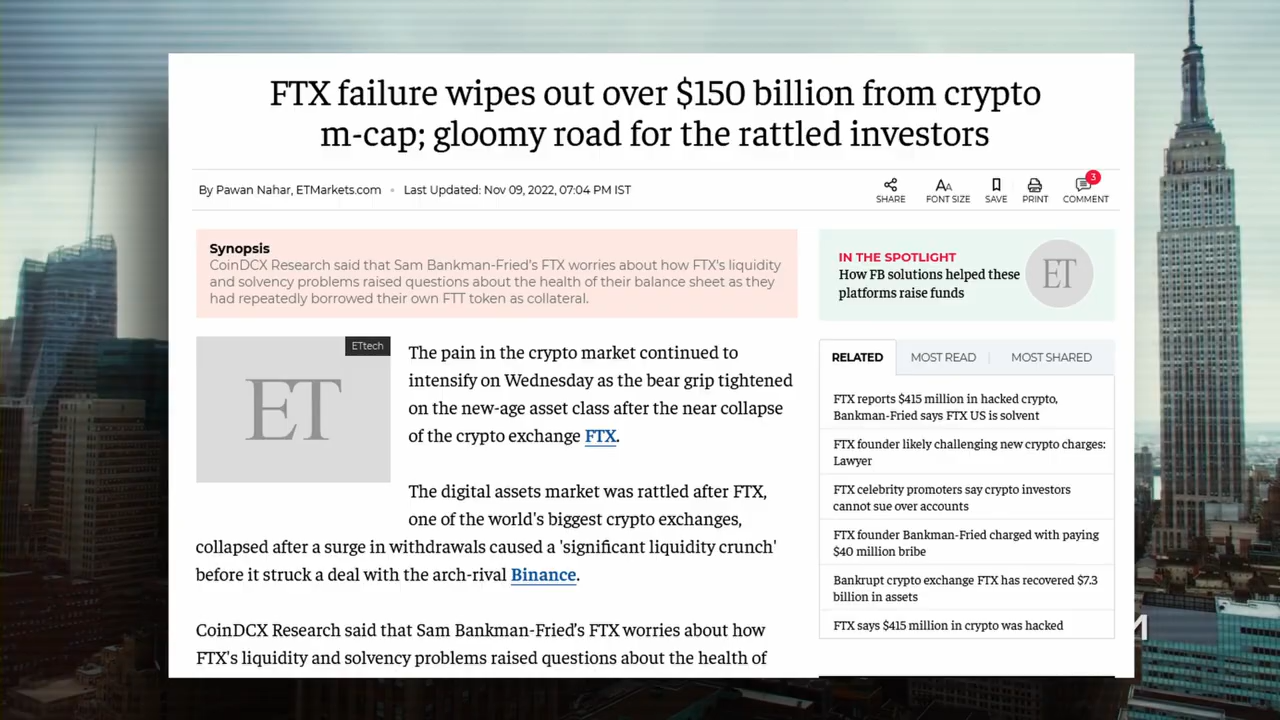 FTX failure wipes out over $150 billion from crypto
m-cap; gloomy road for the rattled investors
By Pawan Nahar, ETMarkets.com • Last Updated: Nov 09, 2022, 07:04 PM IST
SHARE
FONT SIZE
SAVE
PRINT
3
COMMENT
Synopsis
CoinDCX Research said that Sam Bankman-Fried's FTX worries about how FTX's liquidity
and solvency problems raised questions about the health of their balance sheet as they
had repeatedly borrowed their own FTT token as collateral.
ETtech
ET
The pain in the crypto market continued to
intensify on Wednesday as the bear grip tightened
on the new-age asset class after the near collapse
of the crypto exchange FTX.
The digital assets market was rattled after FTX,
one of the world's biggest crypto exchanges,
collapsed after a surge in withdrawals caused a 'significant liquidity crunch'
before it struck a deal with the arch-rival Binance.
CoinDCX Research said that Sam Bankman-Fried's FTX worries about how
FTX's liquidity and solvency problems raised questions about the health of
IN THE SPOTLIGHT
How FB solutions helped these
platforms raise funds
ET
RELATED
MOST READ
MOST SHARED
FTX reports $415 million in hacked crypto,
Bankman-Fried says FTX US is solvent
FTX founder likely challenging new crypto charges:
Lawyer
FTX celebrity promoters say crypto investors
cannot sue over accounts
FTX founder Bankman-Fried charged with paying
$40 million bribe
Bankrupt crypto exchange FTX has recovered $7.3
billion in assets
FTX says $415 million in crypto was hacked